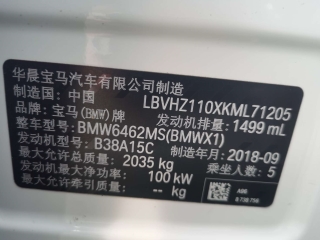 华晨宝马汽车有限公司制造
制造国：中国 LBVHZ110XKML71205
品牌：宝马(BMW)牌 发动机排量：1499 mL
整车型号：BMW6462MS(BMWX1)
发动机型号：B38A15C 制造年月：2018-09
最大允许总质量：2035 kg 乘坐人数：5
发动机最大净功率：100 kW
最大允许牵引质量：-- kg
A08
8 738 756